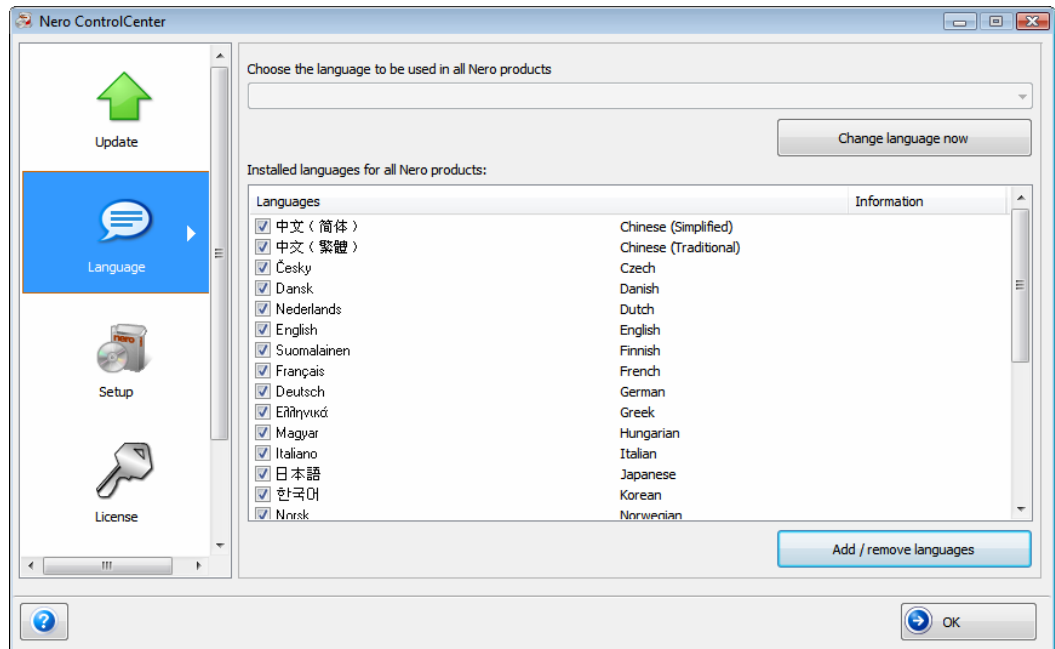 Nero ControlCenter
Update
Language
nero
Setup
License
Choose the language to be used in all Nero products
Change language now
Installed languages for all Nero products:
Languages Information
中文（简体） Chinese (Simplified)
中文（繁體） Chinese (Traditional)
Česky Czech
Dansk Danish
Nederlands Dutch
English English
Suomalainen Finnish
Français French
Deutsch German
Ελληνικά Greek
Magyar Hungarian
Italiano Italian
日本語 Japanese
한국어 Korean
Norsk Norwegian
Add / remove languages
OK